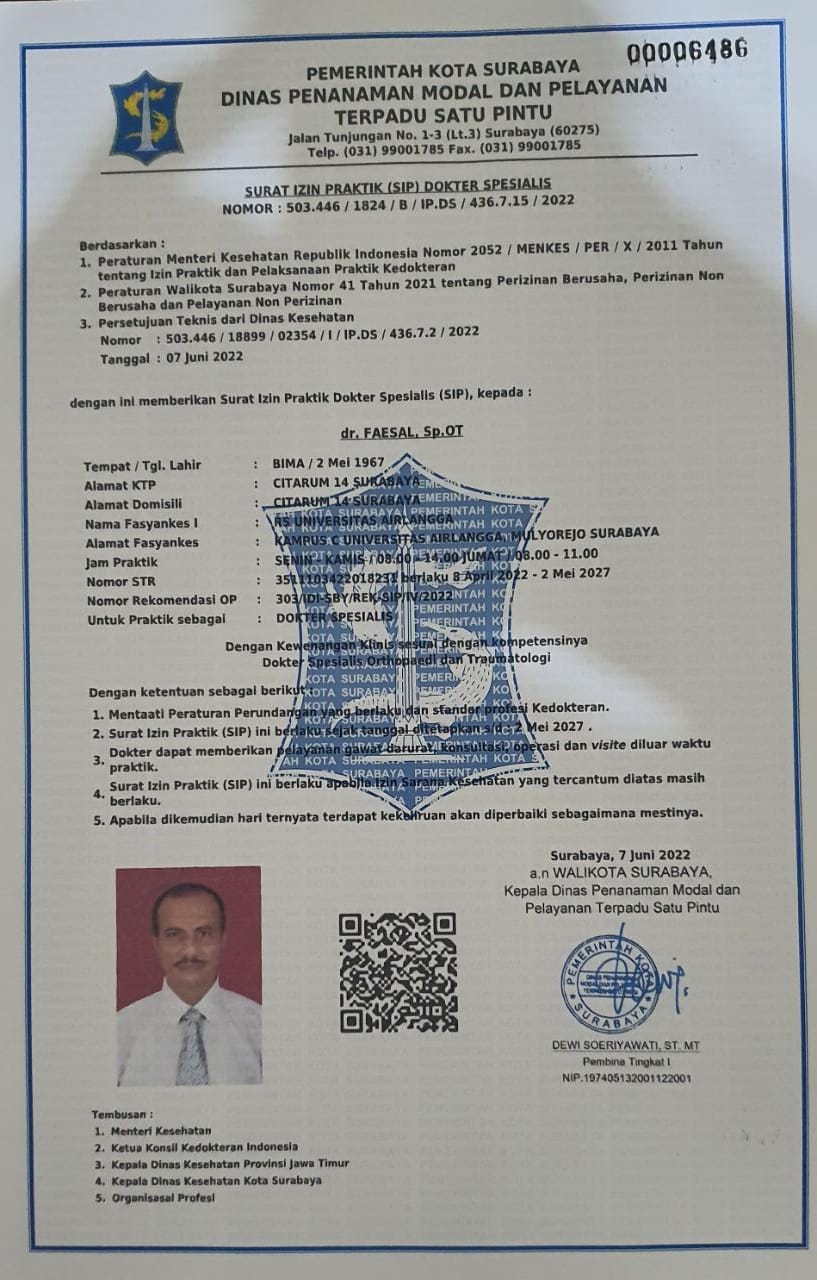 00006486
PEMERINTAH KOTA SURABAYA
DINAS PENANAMAN MODAL DAN PELAYANAN
TERPADU SATU PINTU
Jalan Tunjungan No. 1-3 (Lt.3) Surabaya (60275)
Telp. (031) 99001785 Fax. (031) 99001785
SURAT IZIN PRAKTIK (SIP) DOKTER SPESIALIS
NOMOR : 503.446 / 1824 / B / IP.DS / 436.7.15 / 2022
Berdasarkan :
1. Peraturan Menteri Kesehatan Republik Indonesia Nomor 2052 / MENKES / PER / X / 2011 Tahun
tentang Izin Praktik dan Pelaksanaan Praktik Kedokteran
2. Peraturan Walikota Surabaya Nomor 41 Tahun 2021 tentang Perizinan Berusaha, Perizinan Non
Berusaha dan Pelayanan Non Perizinan
3. Persetujuan Teknis dari Dinas Kesehatan
Nomor : 503.446 / 18899 / 02354 / I / IP.DS / 436.7.2 / 2022
Tanggal : 07 Juni 2022
dengan ini memberikan Surat Izin Praktik Dokter Spesialis (SIP), kepada :
dr. FAESAL, Sp.OT
Tempat / Tgl. Lahir : BIMA / 2 Mei 1967
Alamat KTP : CITARUM 14 SURABAYA
Alamat Domisili : CITARUM 14 SURABAYA
Nama Fasyankes I : RS UNIVERSITAS AIRLANGGA
Alamat Fasyankes : KAMPUS C UNIVERSITAS AIRLANGGA, MULYOREJO SURABAYA
Jam Praktik : SENIN - KAMIS / 08.00 - 14.00 JUMAT / 08.00 - 11.00
Nomor STR : 3511103422018231 berlaku 8 April 2022 - 2 Mei 2027
Nomor Rekomendasi OP : 303/IDI-SBY/REK-SIP/IV/2022
Untuk Praktik sebagai : DOKTER SPESIALIS
Dengan Kewenangan Klinis sesuai dengan kompetensinya
Dokter Spesialis Orthopaedi dan Traumatologi
Dengan ketentuan sebagai berikut :
1. Mentaati Peraturan Perundangan yang berlaku dan standar profesi Kedokteran.
2. Surat Izin Praktik (SIP) ini berlaku sejak tanggal ditetapkan s/d : 2 Mei 2027 .
3. Dokter dapat memberikan pelayanan gawat darurat, konsultasi, operasi dan visite diluar waktu
praktik.
4. Surat Izin Praktik (SIP) ini berlaku apabila Izin Sarana Kesehatan yang tercantum diatas masih
berlaku.
5. Apabila dikemudian hari ternyata terdapat kekeliruan akan diperbaiki sebagaimana mestinya.
Surabaya, 7 Juni 2022
a.n WALIKOTA SURABAYA,
Kepala Dinas Penanaman Modal dan
Pelayanan Terpadu Satu Pintu
PEMERINTAH KOTA
SURABAYA
DEWI SOERIYAWATI, ST. MT
Pembina Tingkat I
NIP.197405132001122001
Tembusan :
1. Menteri Kesehatan
2. Ketua Konsil Kedokteran Indonesia
3. Kepala Dinas Kesehatan Provinsi Jawa Timur
4. Kepala Dinas Kesehatan Kota Surabaya
5. Organisasai Profesi